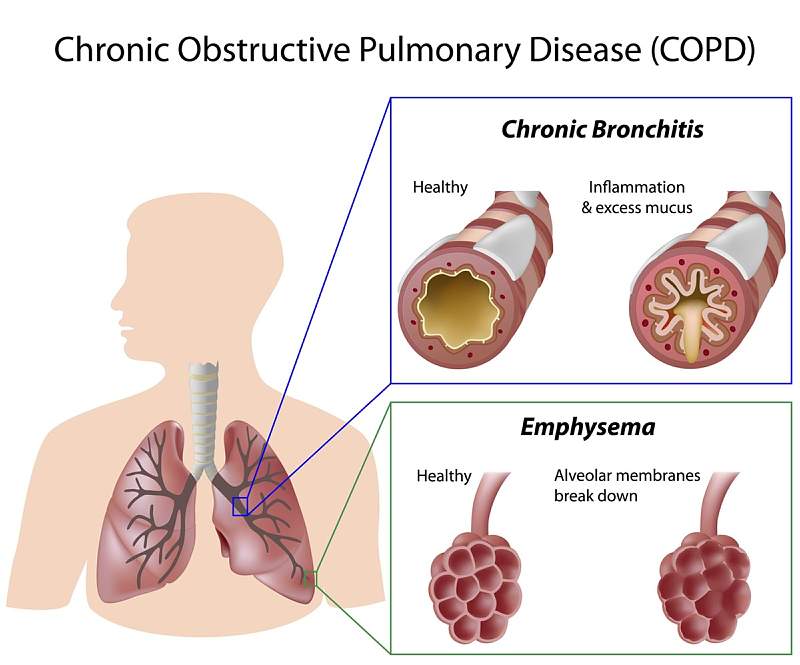 Chronic Obstructive Pulmonary Disease (COPD)
Chronic Bronchitis
Healthy
Inflammation
& excess mucus
Emphysema
Healthy
Alveolar membranes
break down